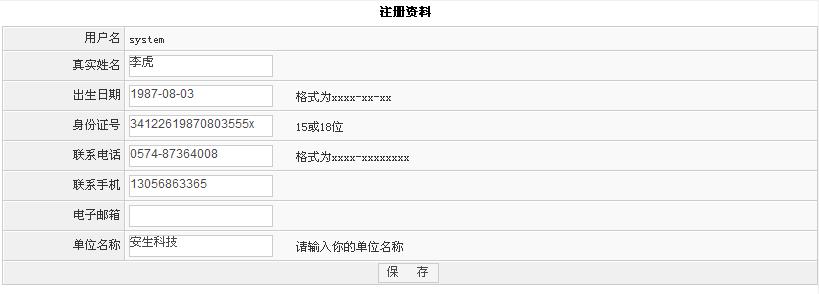 注册资料
用户名 system
真实姓名 李虎
出生日期 1987-08-03 格式为xxxx-xx-xx
身份证号 34122619870803555x 15或18位
联系电话 0574-87364008 格式为xxxx-xxxxxxxx
联系手机 13056863365
电子邮箱
单位名称 安生科技 请输入你的单位名称
保 存